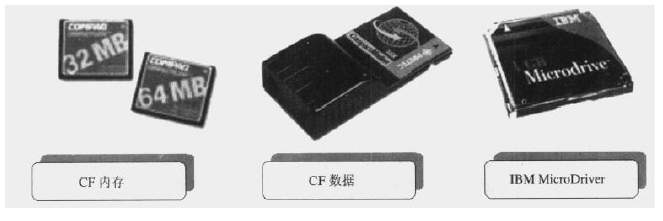 COMPAQ
32 MB
COMPAQ
64 MB
IBM
Microdrive
CF 内存
CF 数据
IBM MicroDriver